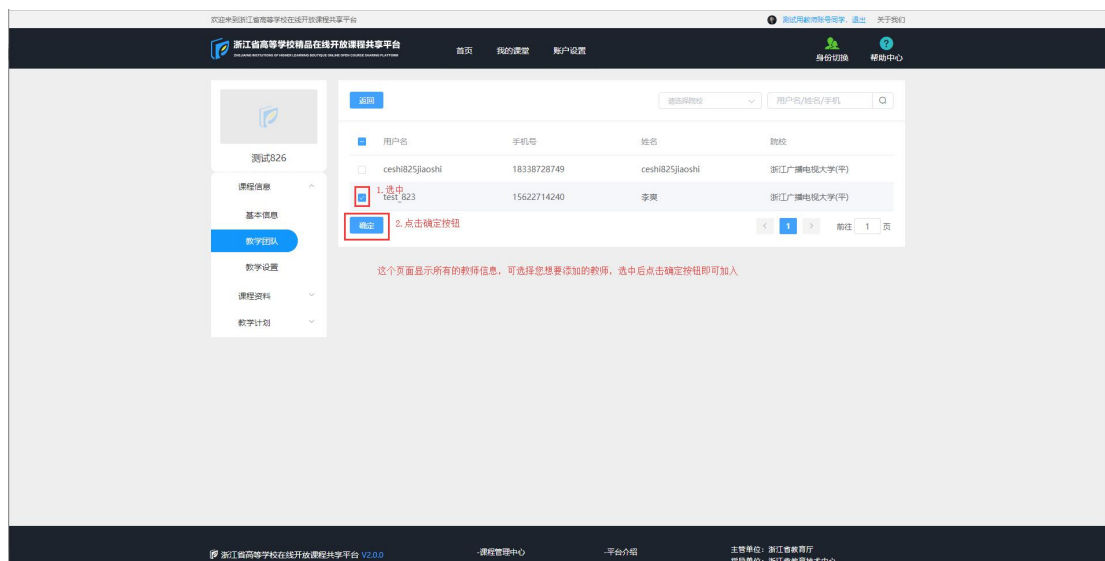 欢迎来到浙江省高等学校在线开放课程共享平台
测试用教师账号同学，退出 关于我们
浙江省高等学校精品在线开放课程共享平台
首页 我的课堂 账户设置 身份切换 帮助中心
返回 请选择院校 用户名/姓名/手机
用户名 手机号 姓名 院校
测试826
ceshi825jiaoshi 18338728749 ceshi825jiaoshi 浙江广播电视大学(平)
课程信息
1. 选中
test_823 15622714240 李爽 浙江广播电视大学(平)
基本信息
确定 2. 点击确定按钮 1 前往 1 页
教学团队
教学设置
这个页面显示所有的教师信息，可选择您想要添加的教师，选中后点击确定按钮即可加入
课程资料
教学计划
浙江省高等学校在线开放课程共享平台 V2.0.0
-课程管理中心 -平台介绍 主管单位：浙江省教育厅